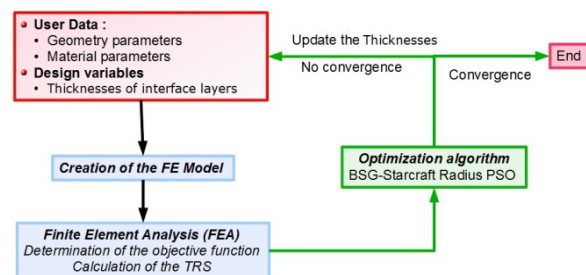 User Data :
Geometry parameters
Material parameters
Design variables
Thicknesses of interface layers
Update the Thicknesses
No convergence
Convergence
End
Creation of the FE Model
Optimization algorithm
BSG-Starcraft Radius PSO
Finite Element Analysis (FEA)
Determination of the objective function
Calculation of the TRS